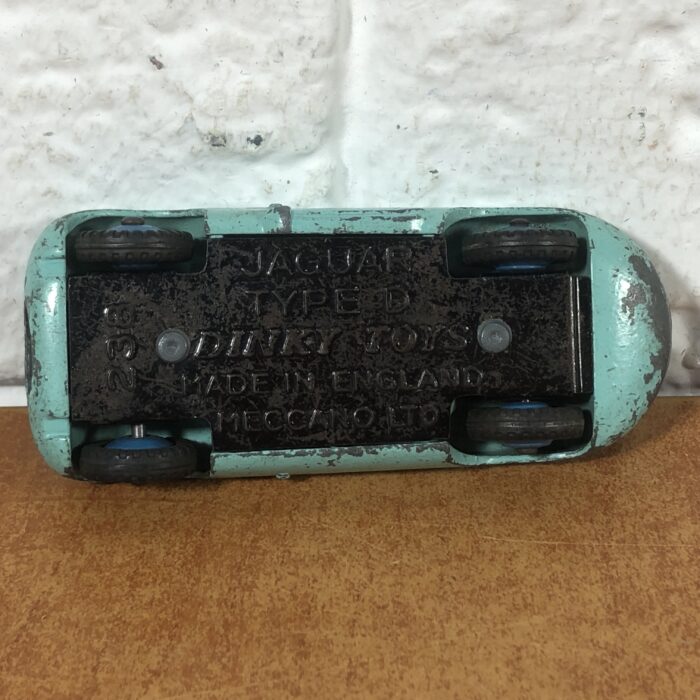 JAGUAR
TYPE D
DINKY TOYS
MADE IN ENGLAND
MECCANO LTD
238